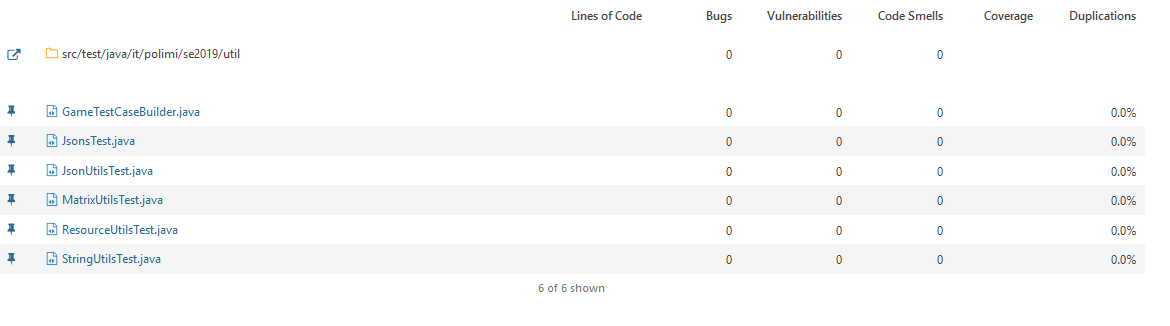 Lines of Code Bugs Vulnerabilities Code Smells Coverage Duplications
src/test/java/it/polimi/se2019/util 0 0 0
GameTestCaseBuilder.java 0 0 0 0.0%
JsonsTest.java 0 0 0 0.0%
JsonUtilsTest.java 0 0 0 0.0%
MatrixUtilsTest.java 0 0 0 0.0%
ResourceUtilsTest.java 0 0 0 0.0%
StringUtilsTest.java 0 0 0 0.0%
6 of 6 shown